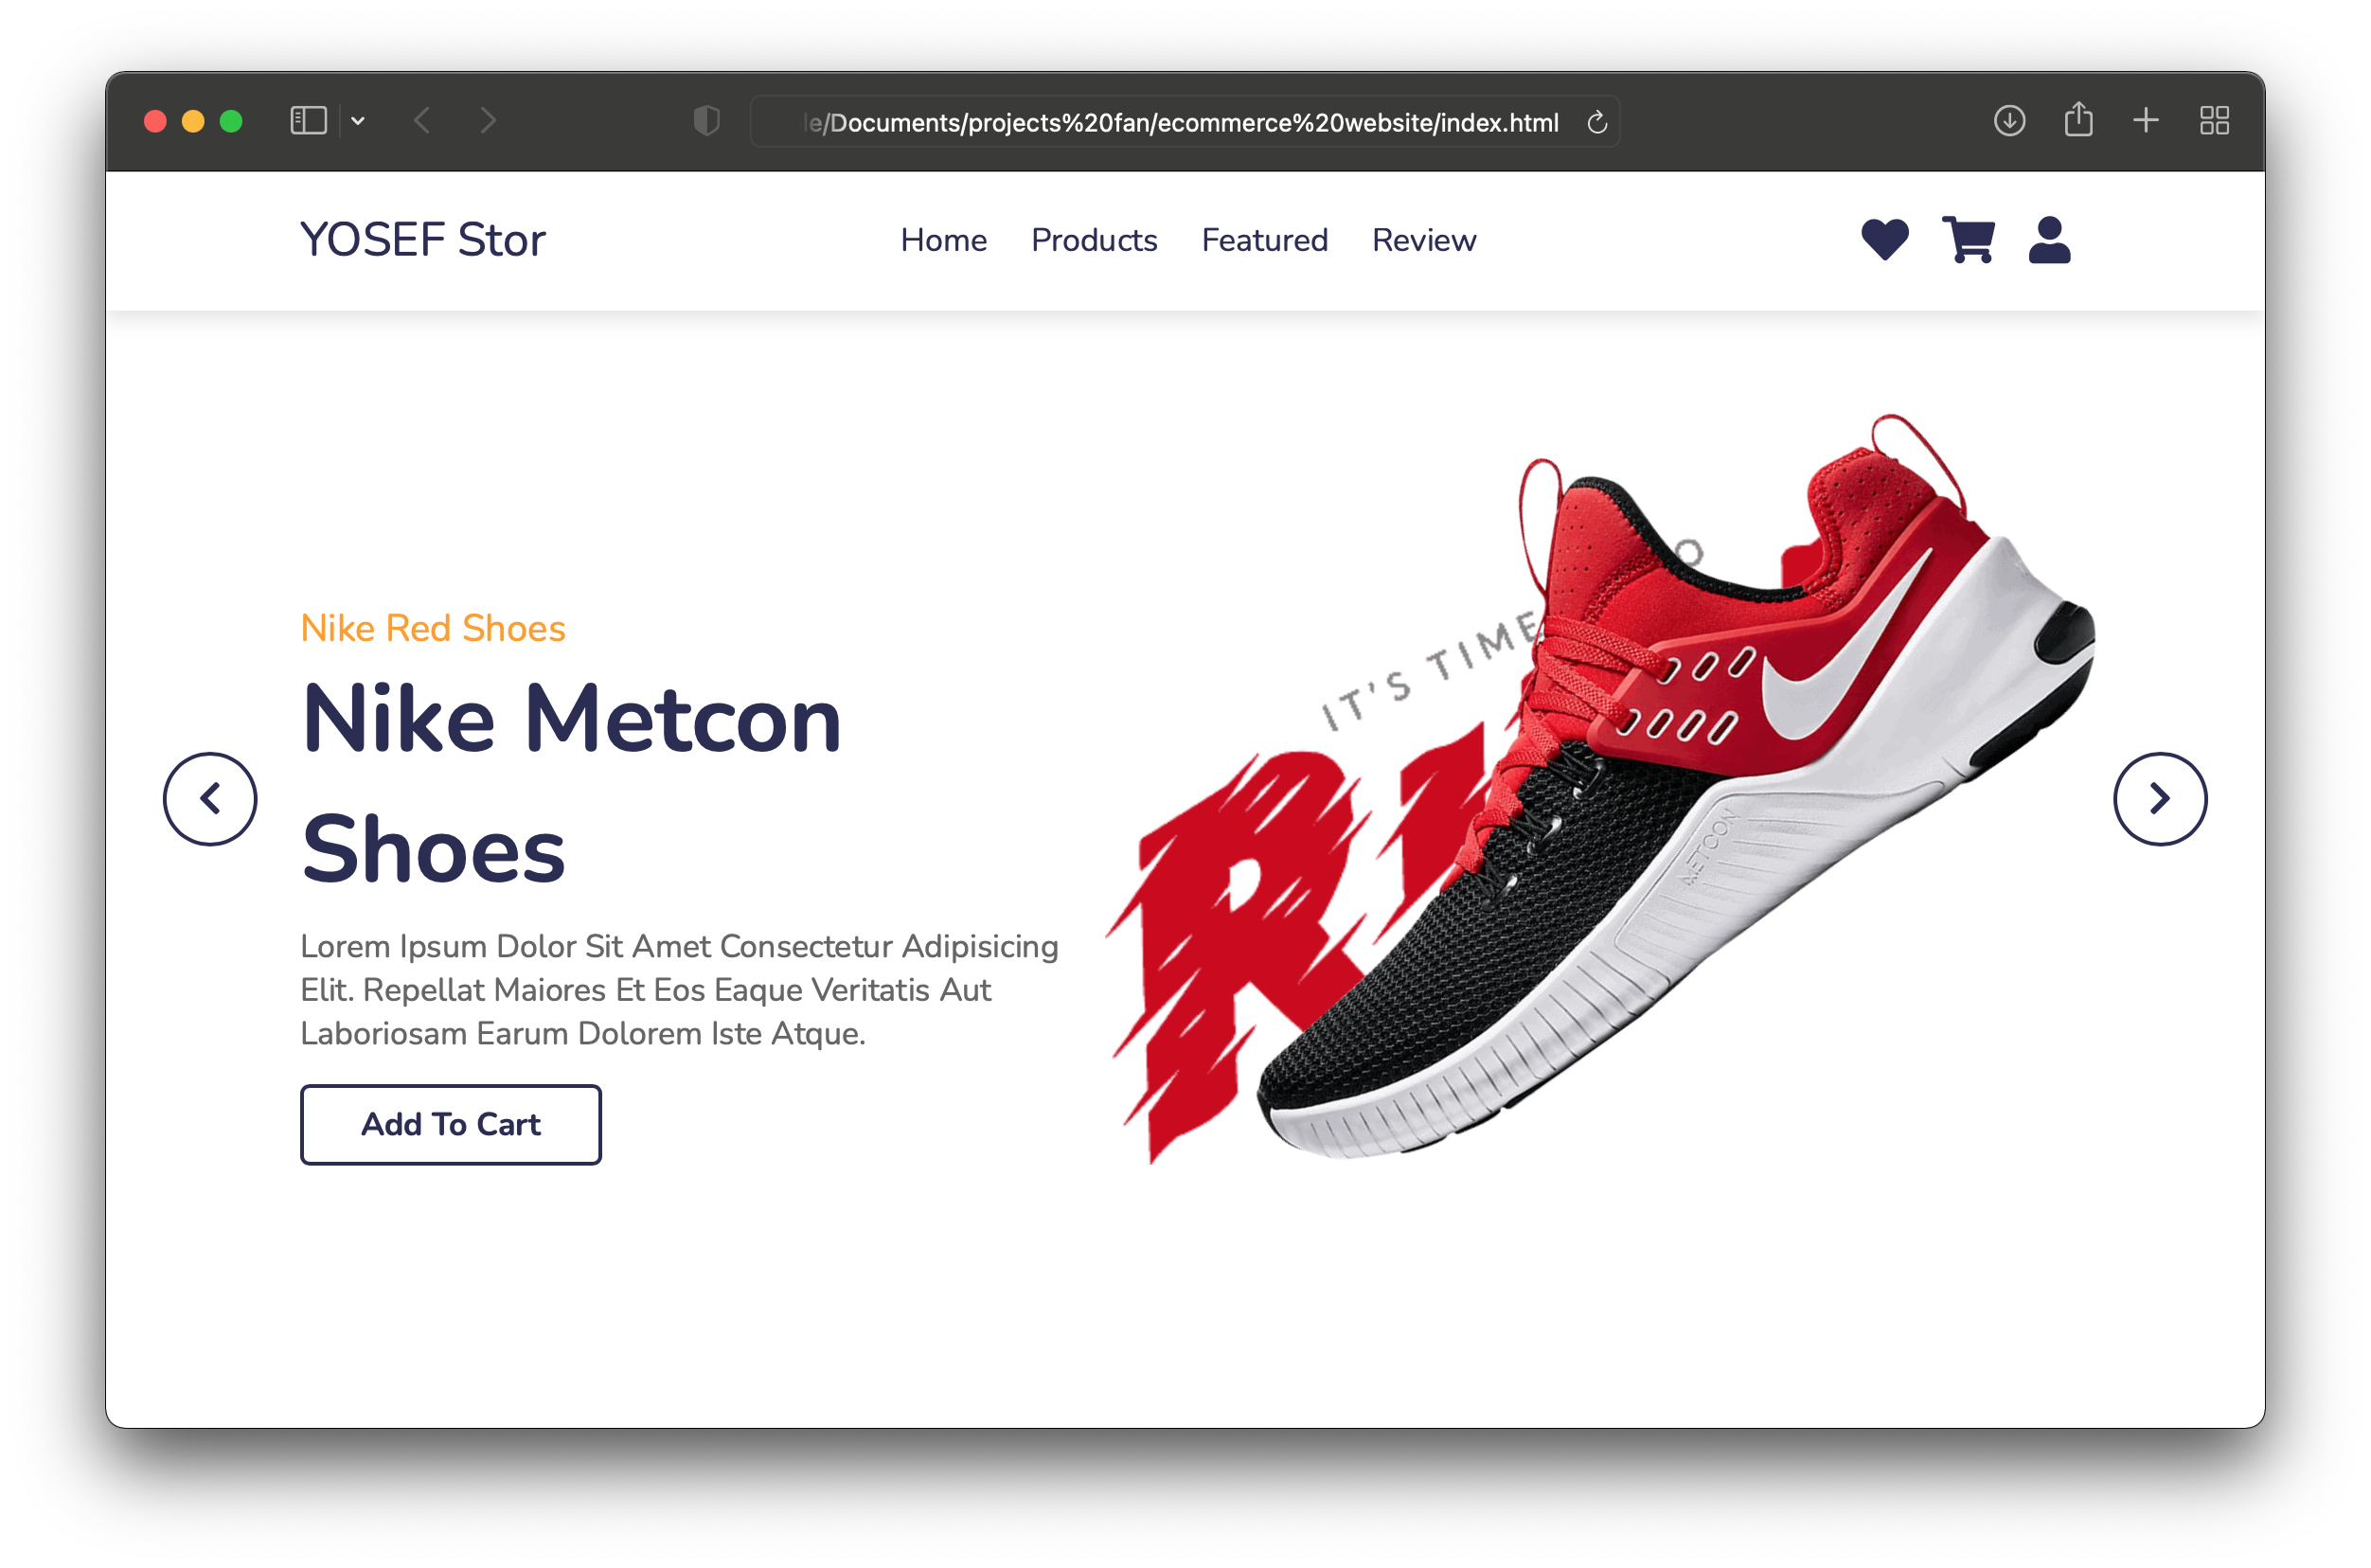 le/Documents/projects%20fan/ecommerce%20website/index.html
YOSEF Stor
Home Products Featured Review
Nike Red Shoes
Nike Metcon
Shoes
Lorem Ipsum Dolor Sit Amet Consectetur Adipisicing
Elit. Repellat Maiores Et Eos Eaque Veritatis Aut
Laboriosam Earum Dolorem Iste Atque.
Add To Cart
IT'S TIME
METCON